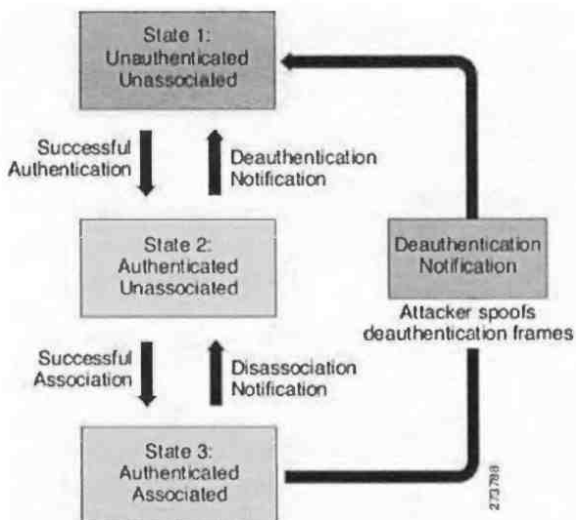 State 1:
Unauthenticated
Unassociated
Successful
Authentication
Deauthentication
Notification
State 2:
Authenticated
Unassociated
Deauthentication
Notification
Attacker spoofs
deauthentication frames
Successful
Association
Disassociation
Notification
State 3:
Authenticated
Associated
273788